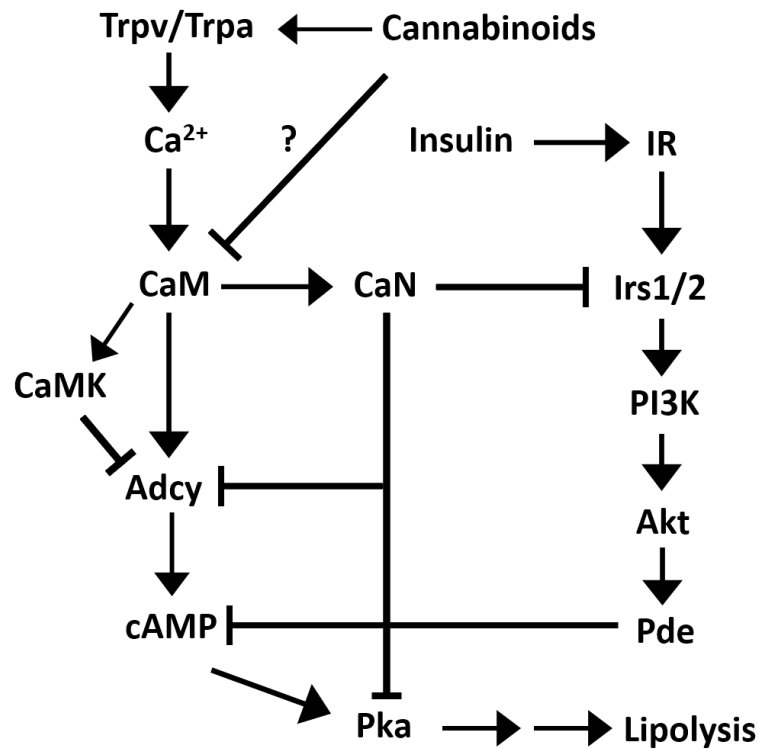 Trpv/Trpa Cannabinoids
Ca²⁺ ? Insulin IR
CaM CaN Irs1/2
CaMK PI3K
Adcy Akt
cAMP Pde
Pka Lipolysis